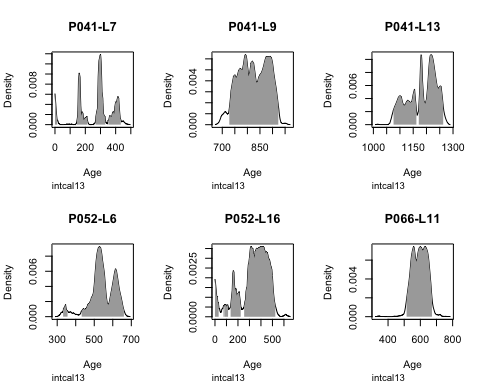 P041-L7 P041-L9 P041-L13
Density 0.000 0.008 Density 0.000 0.004 Density 0.000 0.006
0 200 400 700 850 1000 1150 1300
Age Age Age
intcal13 intcal13 intcal13
P052-L6 P052-L16 P066-L11
Density 0.000 0.006 Density 0.0000 0.0025 Density 0.000 0.004
300 500 700 0 200 500 400 600 800
Age Age Age
intcal13 intcal13 intcal13